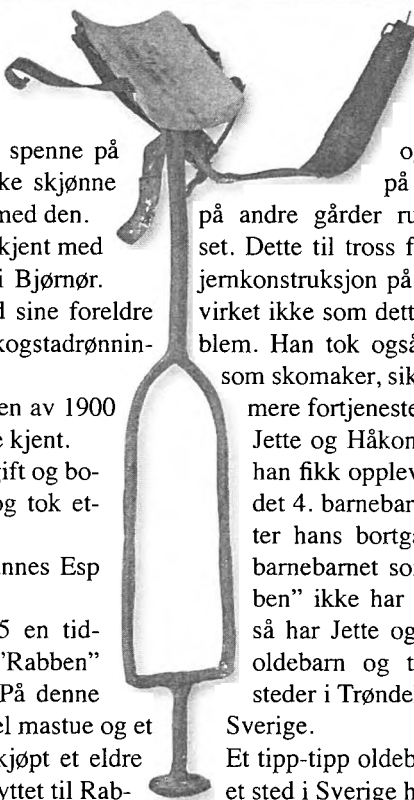 spenne på
ke skjønne
med den.
kjent med
i Bjørnør.
d sine foreldre
kogstadrønnin-
en av 1900
e kjent.
gift og bo-
og tok et-
nnes Esp
5 en tid-
"Rabben"
På denne
el mastue og et
kjøpt et eldre
yttet til Rab-
o
på
på andre gårder ru
set. Dette til tross f
jernkonstruksjon på
virket ikke som dett
blem. Han tok også
som skomaker, sik
mere fortjeneste
Jette og Håkon
han fikk opplev
det 4. barnebar
ter hans bortga
barnebarnet so
ben" ikke har
så har Jette og
oldebarn og t
steder i Trøndel
Sverige.
Et tipp-tipp oldeb
et sted i Sverige h